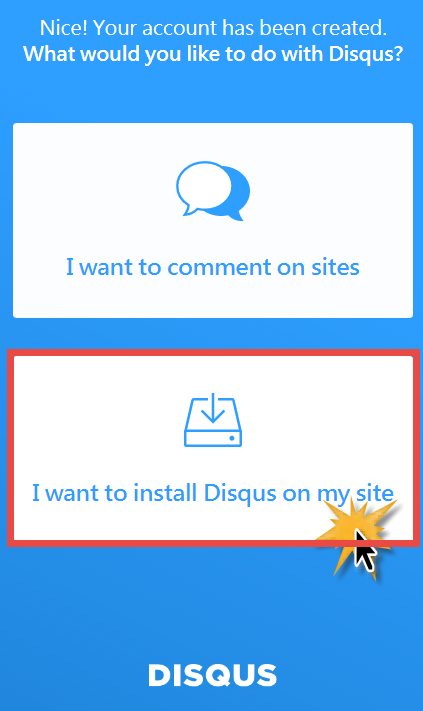 Nice! Your account has been created.
What would you like to do with Disqus?
I want to comment on sites
I want to install Disqus on my site
DISQUS